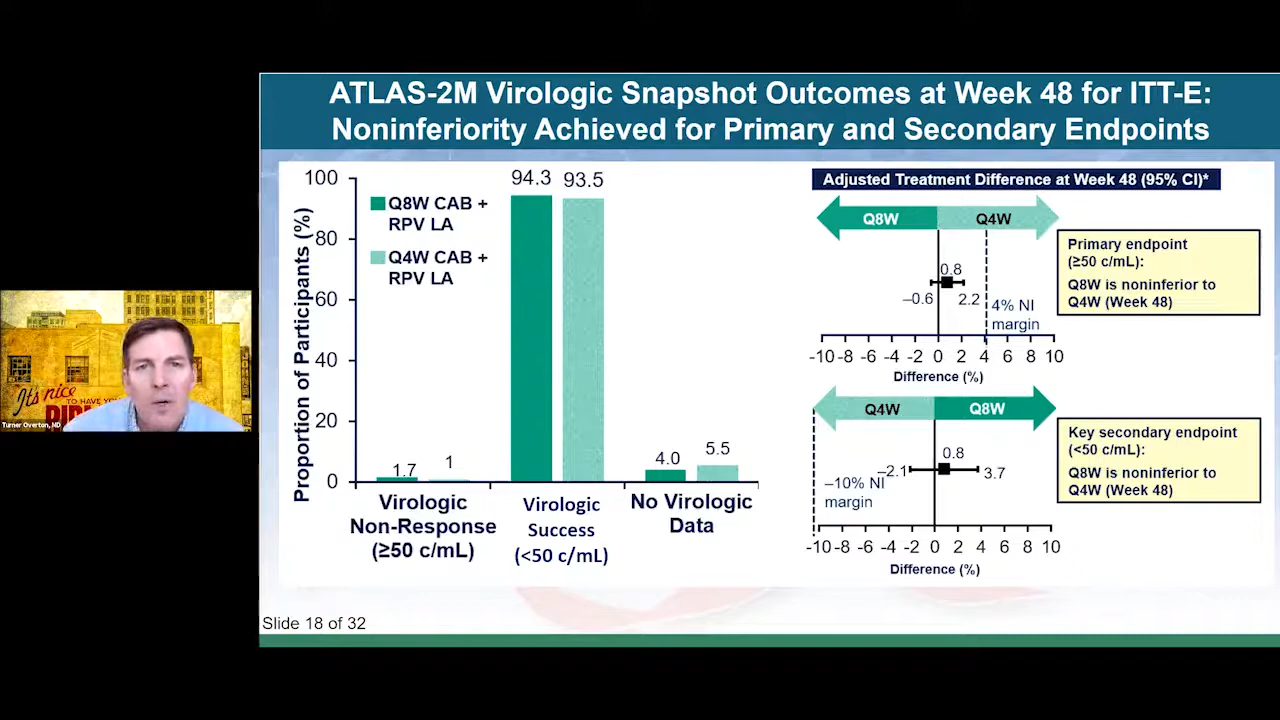 ATLAS-2M Virologic Snapshot Outcomes at Week 48 for ITT-E:
Noninferiority Achieved for Primary and Secondary Endpoints
Proportion of Participants (%)
100
80
60
40
20
0
Q8W CAB +
RPV LA
Q4W CAB +
RPV LA
1.7
1
94.3
93.5
4.0
5.5
Virologic
Non-Response
(≥50 c/mL)
Virologic
Success
(<50 c/mL)
No Virologic
Data
Adjusted Treatment Difference at Week 48 (95% CI)*
Q8W
Q4W
0.8
–0.6
2.2
4% NI
margin
-10 -8 -6 -4 -2 0 2 4 6 8 10
Difference (%)
Primary endpoint
(≥50 c/mL):
Q8W is noninferior to
Q4W (Week 48)
Q4W
Q8W
0.8
–2.1
3.7
–10% NI
margin
-10 -8 -6 -4 -2 0 2 4 6 8 10
Difference (%)
Key secondary endpoint
(<50 c/mL):
Q8W is noninferior to
Q4W (Week 48)
It's nice
TO HAVE YO
Turner Overton, MD
Slide 18 of 32